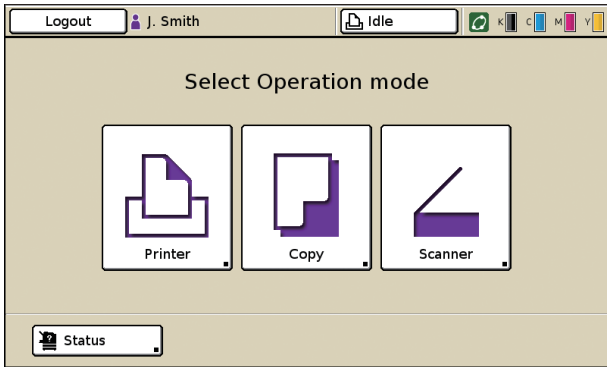 Logout J. Smith Idle K C M Y
Select Operation mode
Printer Copy Scanner
Status